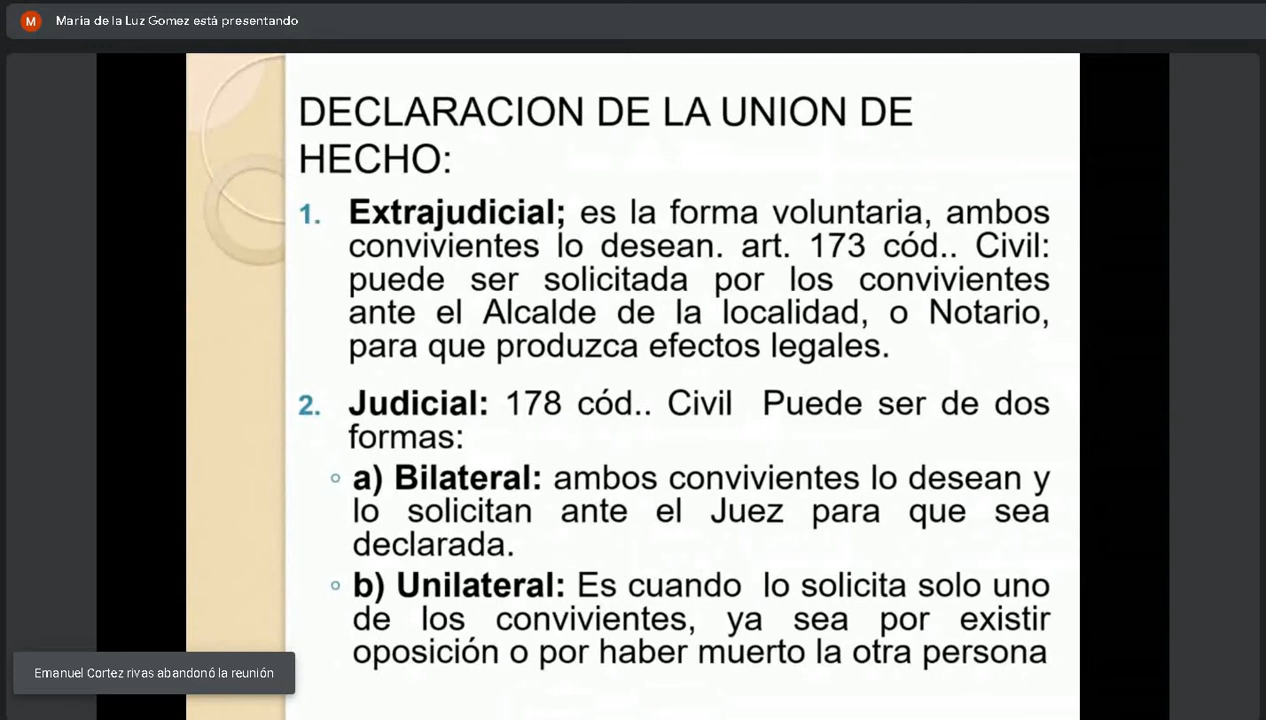 M
Maria de la Luz Gomez está presentando
DECLARACION DE LA UNION DE
HECHO:
1. Extrajudicial; es la forma voluntaria, ambos
convivientes lo desean. art. 173 cód.. Civil:
puede ser solicitada por los convivientes
ante el Alcalde de la localidad, o Notario,
para que produzca efectos legales.
2. Judicial: 178 cód.. Civil Puede ser de dos
formas:
a) Bilateral: ambos convivientes lo desean y
lo solicitan ante el Juez para que sea
declarada.
b) Unilateral: Es cuando lo solicita solo uno
de los convivientes, ya sea por existir
oposición o por haber muerto la otra persona
Emanuel Cortez rivas abandonó la reunión